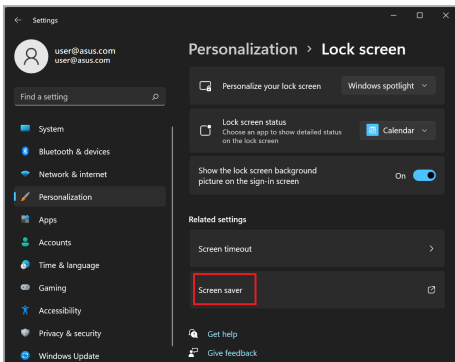 Settings
user@asus.com
user@asus.com
Find a setting
System
Bluetooth & devices
Network & internet
Personalization
Apps
Accounts
Time & language
Gaming
Accessibility
Privacy & security
Windows Update
Personalization › Lock screen
Personalize your lock screen
Windows spotlight
Lock screen status
Choose an app to show detailed status
on the lock screen
Calendar
Show the lock screen background
picture on the sign-in screen
On
Related settings
Screen timeout
Screen saver
Get help
Give feedback